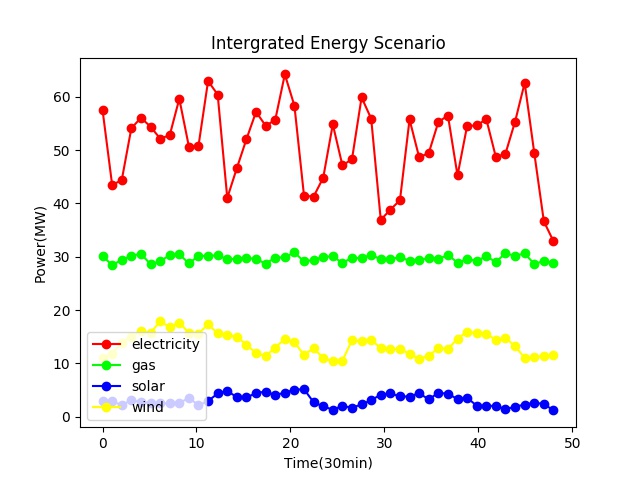 Intergrated Energy Scenario
Power(MW)
60
50
40
30
20
10
0
electricity
gas
solar
wind
0 10 20 30 40 50
Time(30min)